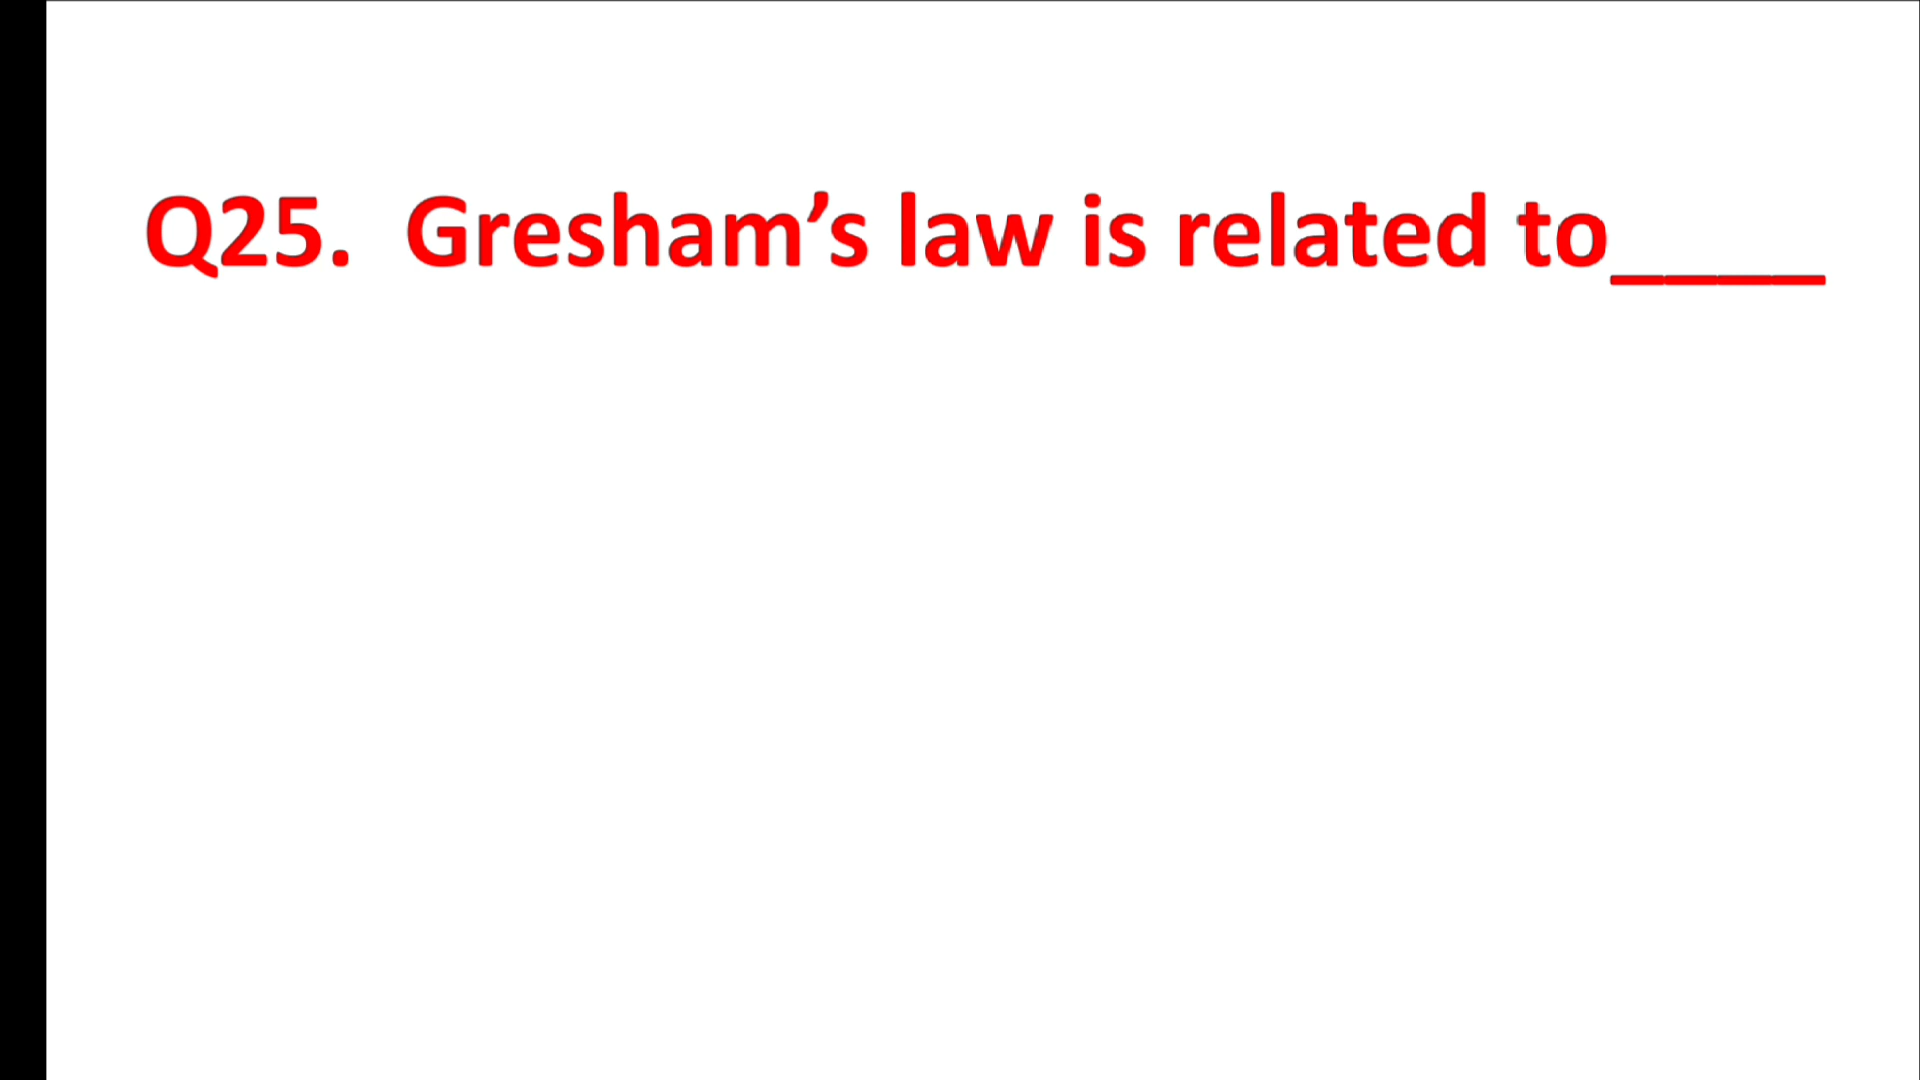 Q25.  Gresham’s law is related to____